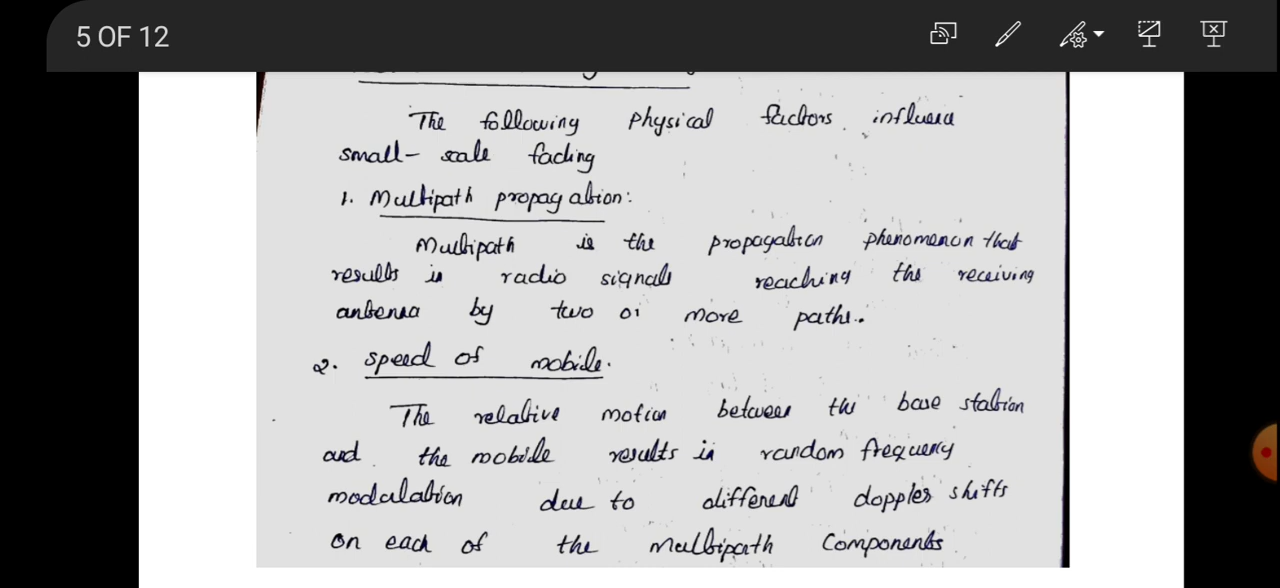 5 OF 12
The following physical factors influence
small-scale fading
1. Multipath propagation:
Multipath is the propagation phenomenon that
results in radio signals reaching the receiving
antenna by two or more paths.
2. speed of mobile.
The relative motion between the base station
and the mobile results in random frequency
modulation due to different doppler shifts
on each of the multipath components